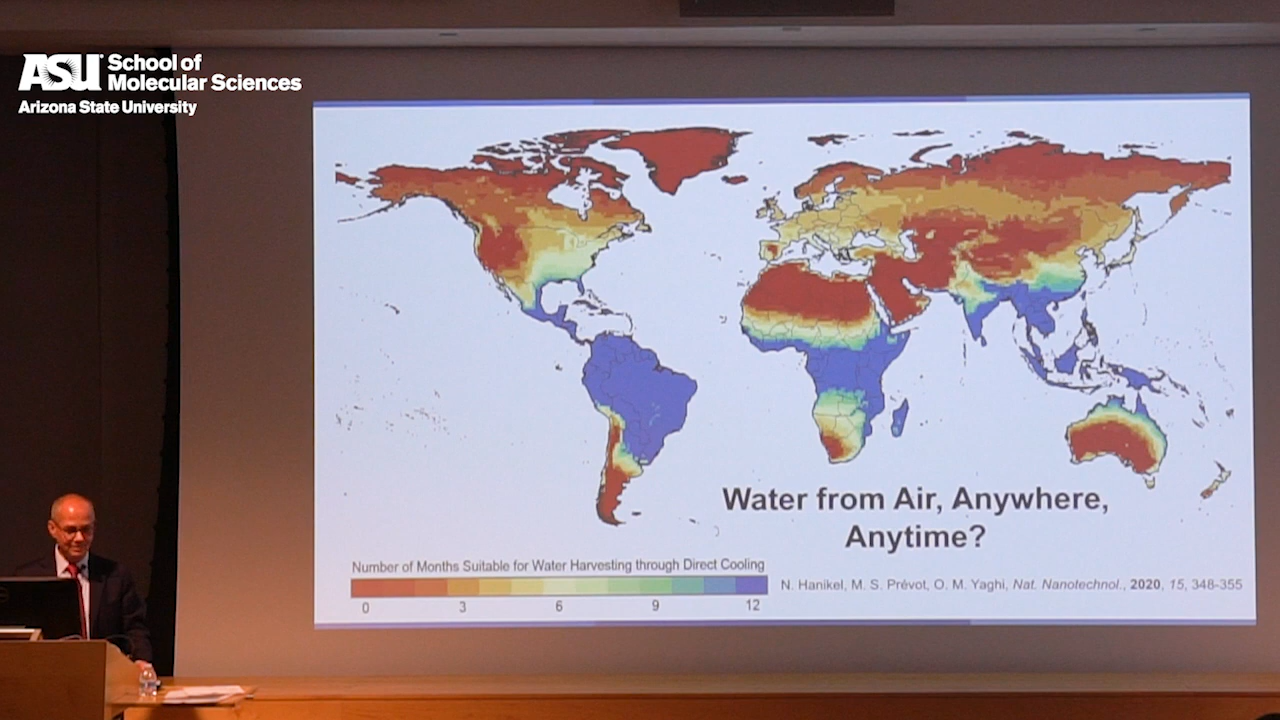 ASU School of
Molecular Sciences
Arizona State University
Water from Air, Anywhere,
Anytime?
Number of Months Suitable for Water Harvesting through Direct Cooling
0 3 6 9 12
N. Hanikel, M. S. Prévot, O. M. Yaghi, Nat. Nanotechnol., 2020, 15, 348-355